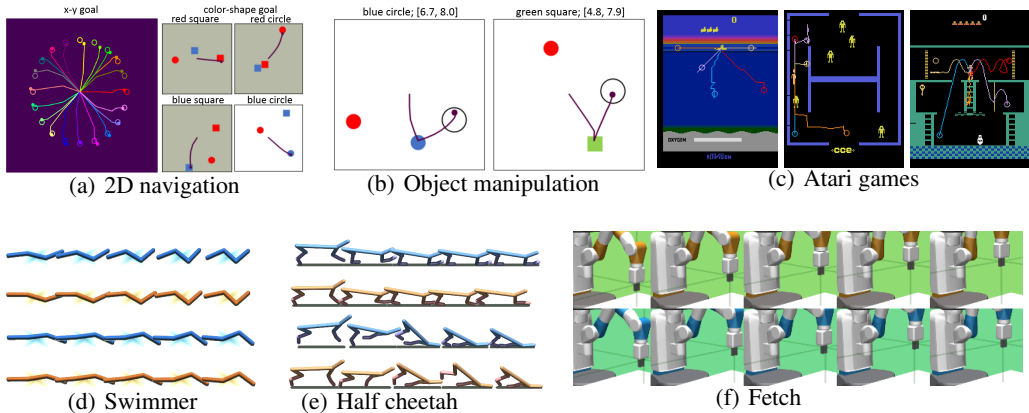 x-y goal
color-shape goal
red square
red circle
blue square
blue circle
(a) 2D navigation
blue circle; [6.7, 8.0]
green square; [4.8, 7.9]
(b) Object manipulation
0
OXYGEN
0
(c) Atari games
(d) Swimmer
(e) Half cheetah
(f) Fetch